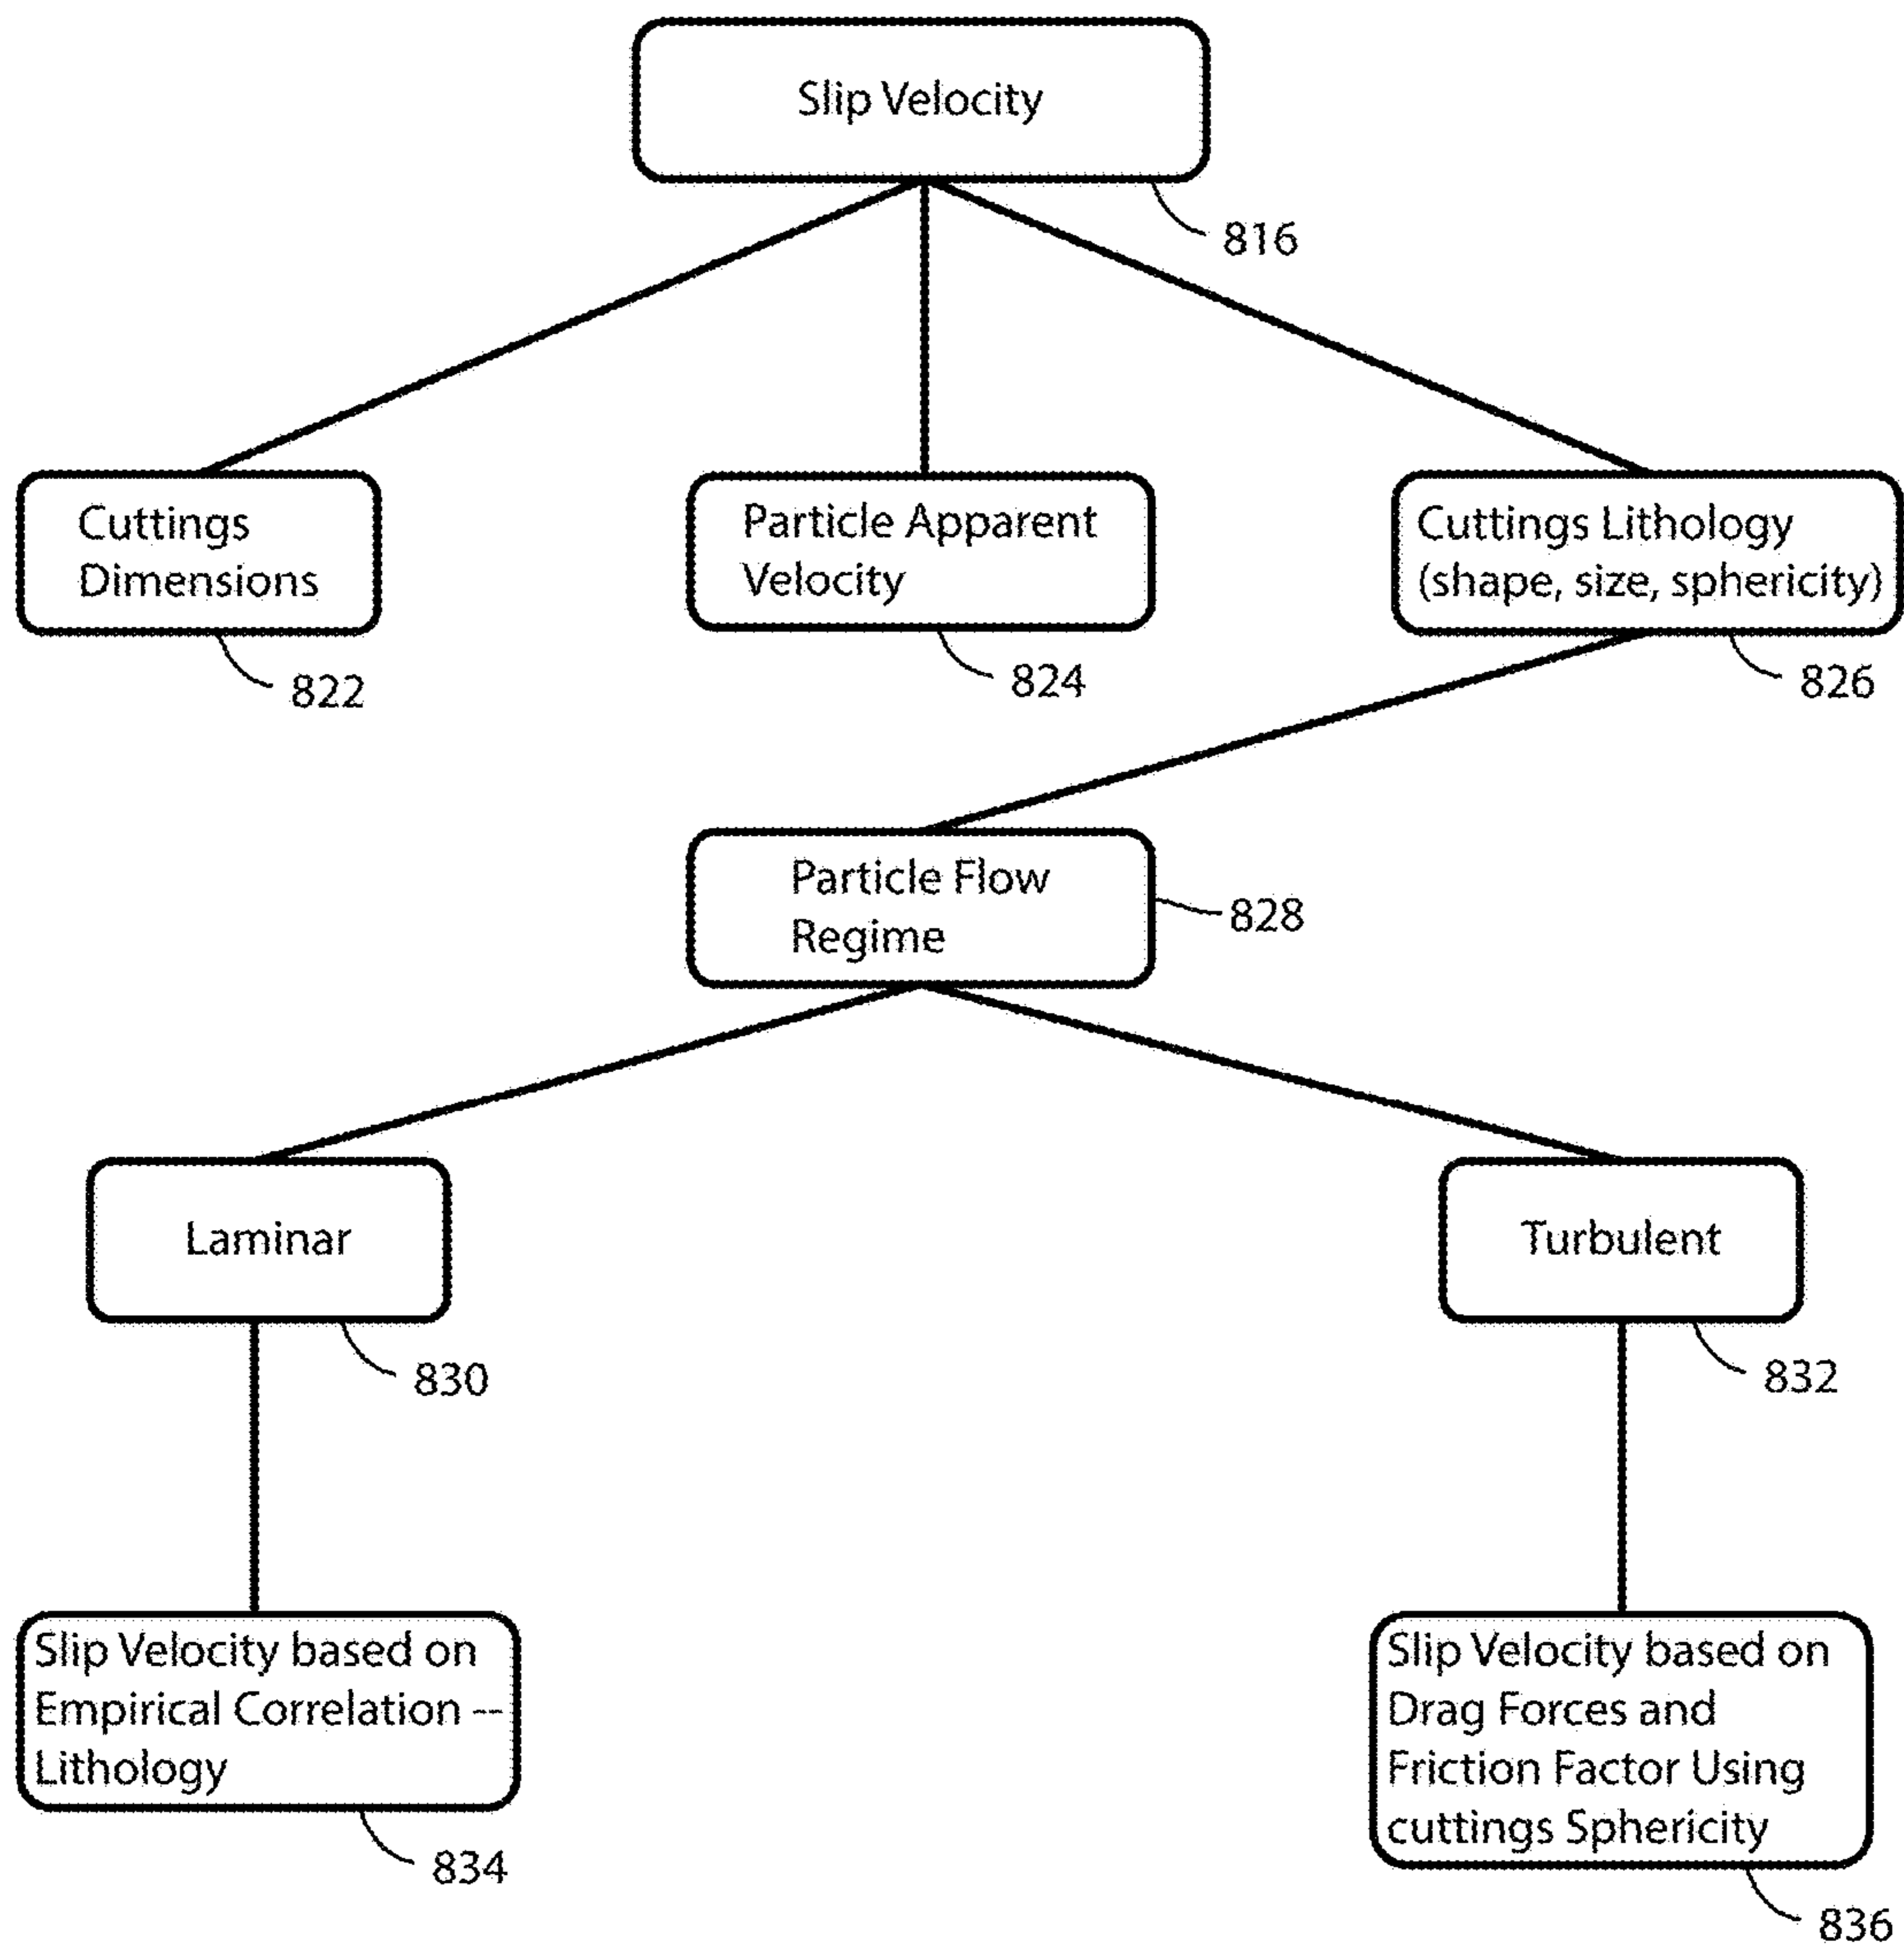 Slip Velocity
816
Cuttings
Dimensions
822
Particle Apparent
Velocity
824
Cuttings Lithology
(shape, size, sphericity)
826
Particle Flow
Regime
828
Laminar
830
Turbulent
832
Slip Velocity based on
Empirical Correlation --
Lithology
834
Slip Velocity based on
Drag Forces and
Friction Factor Using
cuttings Sphericity
836